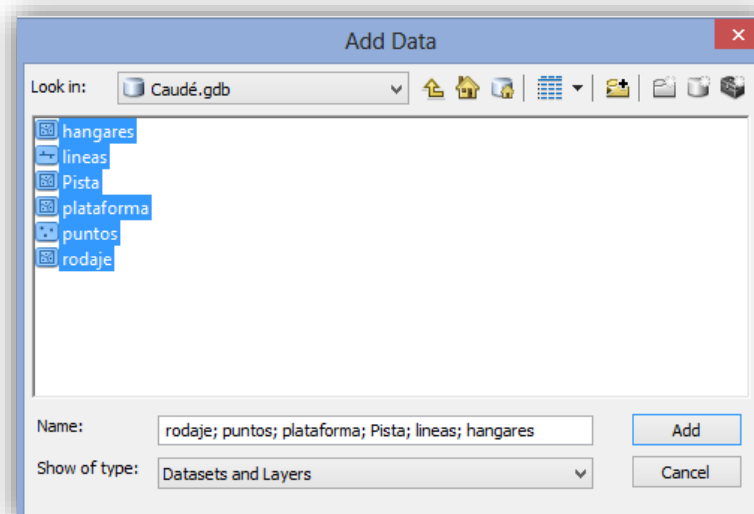 Add Data
Look in: Caudé.gdb
hangares
lineas
Pista
plataforma
puntos
rodaje
Name: rodaje; puntos; plataforma; Pista; lineas; hangares Add
Show of type: Datasets and Layers Cancel